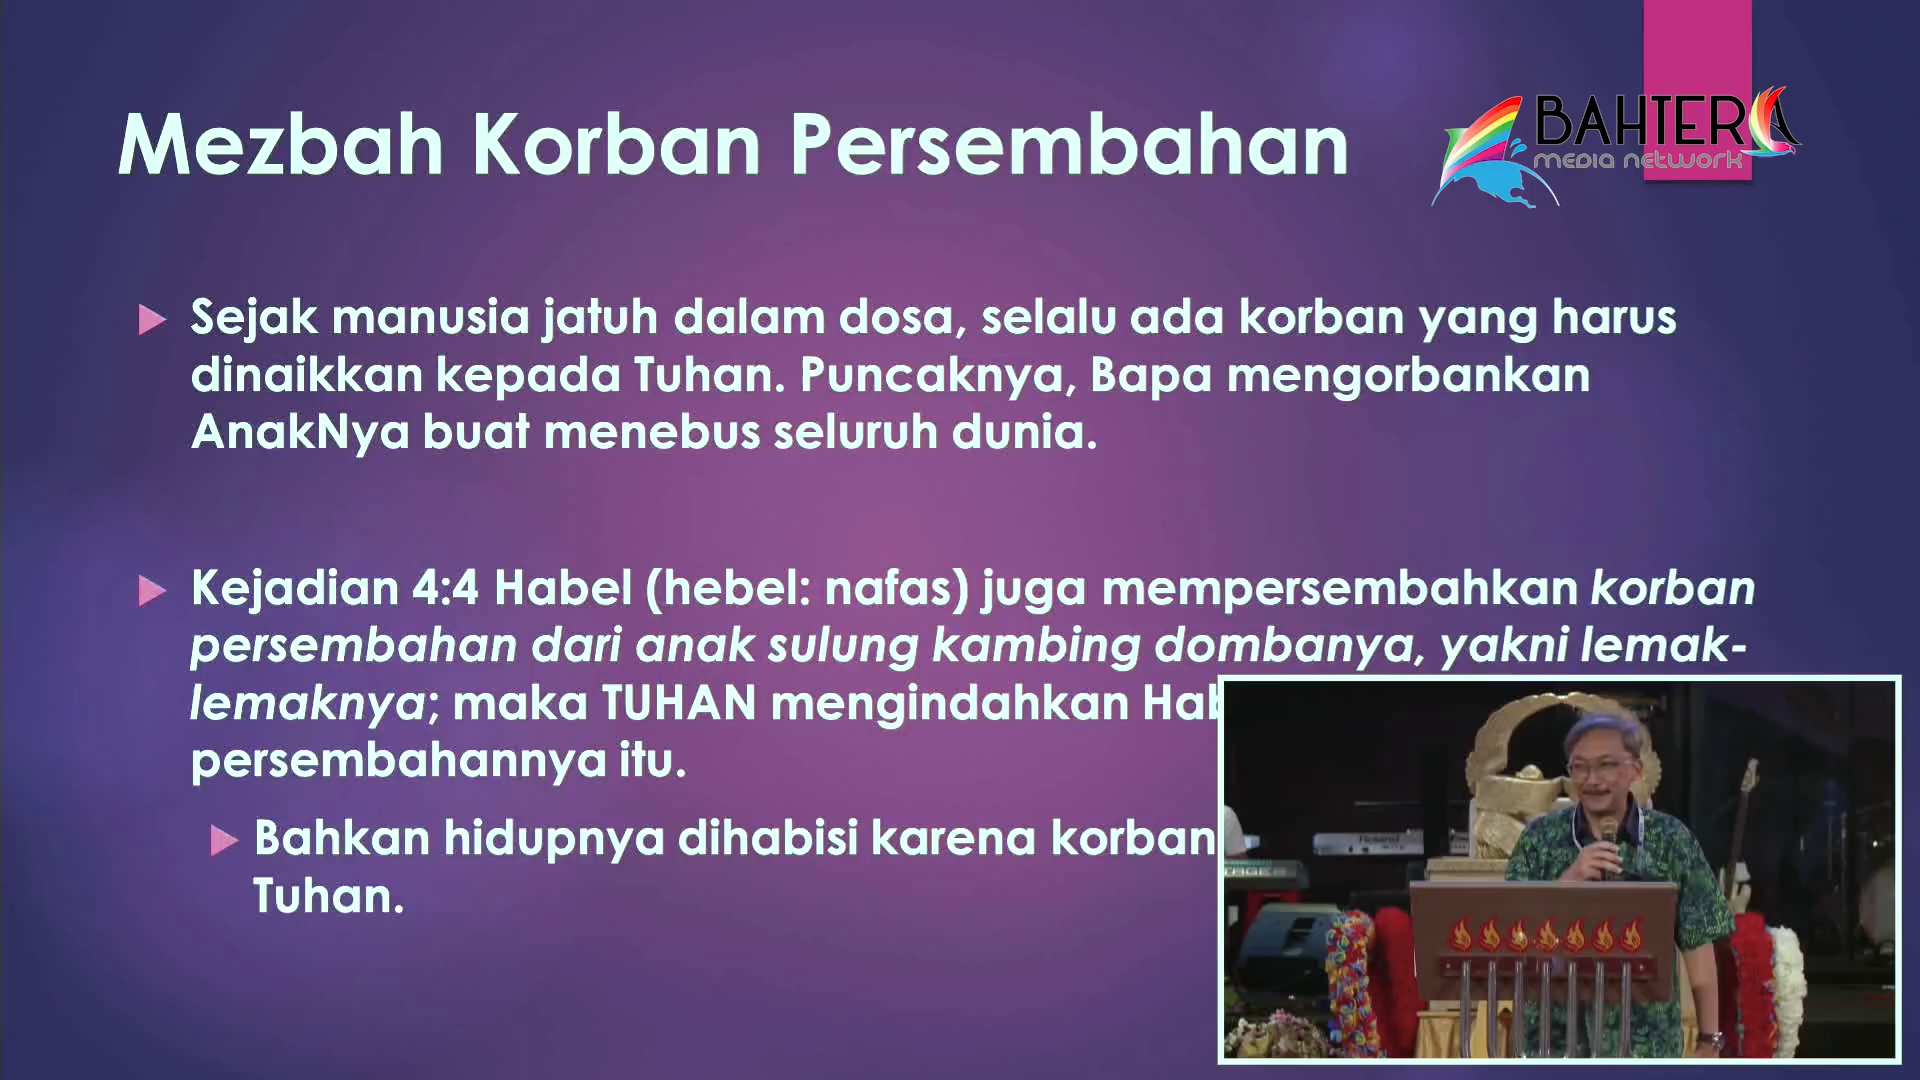 Mezbah Korban Persembahan
BAHTERA
MEDIA NETWORK
Sejak manusia jatuh dalam dosa, selalu ada korban yang harus
dinaikkan kepada Tuhan. Puncaknya, Bapa mengorbankan
AnakNya buat menebus seluruh dunia.
Kejadian 4:4 Habel (hebel: nafas) juga mempersembahkan korban
persembahan dari anak sulung kambing dombanya, yakni lemak-
lemaknya; maka TUHAN mengindahkan
persembahannya itu.
Bahkan hidupnya dihabisi karena korban
Tuhan.
Roland